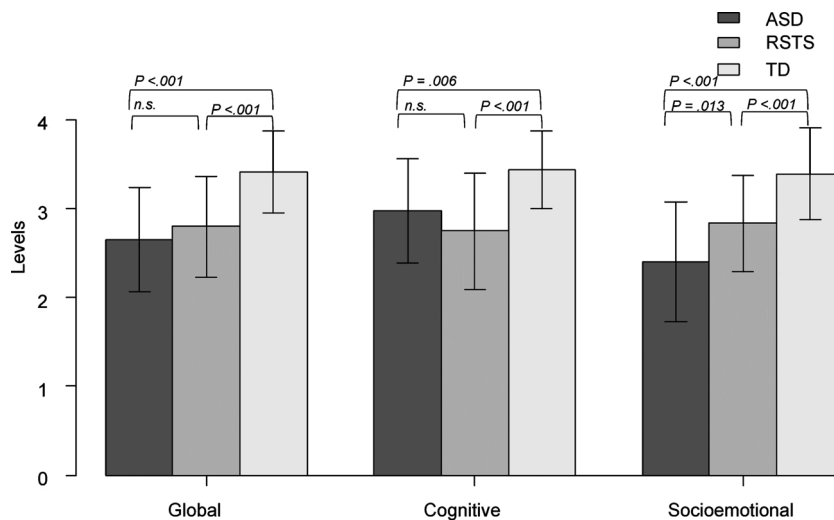 ASD
RSTS
TD
P <.001
n.s.
P <.001
P = .006
n.s.
P <.001
P <.001
P = .013
P <.001
Levels
4
3
2
1
0
Global
Cognitive
Socioemotional